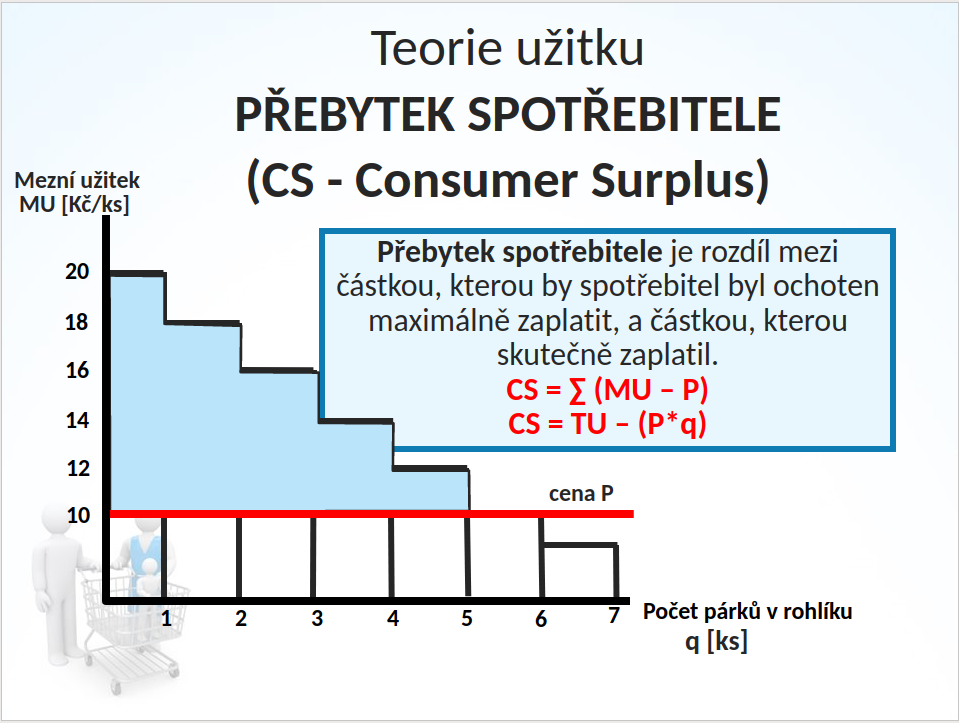 Teorie užitku
PŘEBYTEK SPOTŘEBITELE
(CS - Consumer Surplus)
Mezní užitek
MU [Kč/ks]
Přebytek spotřebitele je rozdíl mezi
částkou, kterou by spotřebitel byl ochoten
maximálně zaplatit, a částkou, kterou
skutečně zaplatil.
CS = ∑ (MU – P)
CS = TU – (P*q)
20
18
16
14
12
10
cena P
1 2 3 4 5 6 7
Počet párků v rohlíku
q [ks]